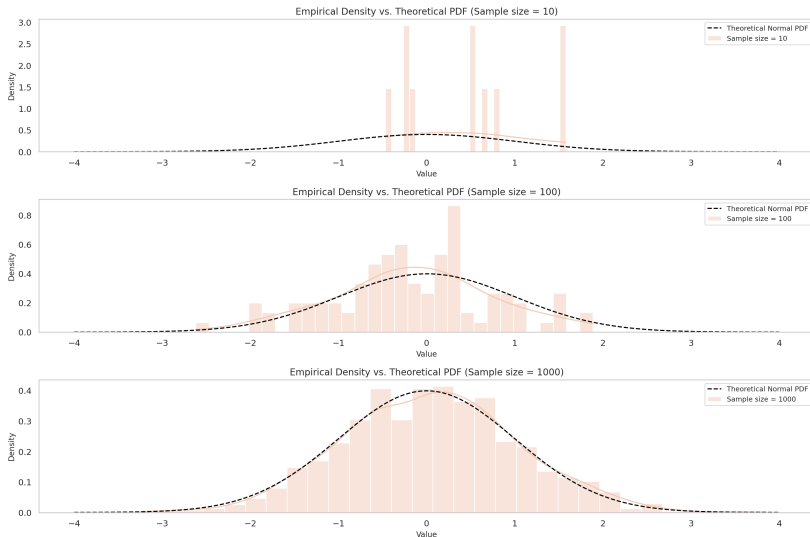 Empirical Density vs. Theoretical PDF (Sample size = 10)
3.0
2.5
2.0
1.5
1.0
0.5
0.0
Density
Theoretical Normal PDF
Sample size = 10
−4 −3 −2 −1 0 1 2 3 4
Value
Empirical Density vs. Theoretical PDF (Sample size = 100)
0.8
0.6
0.4
0.2
0.0
Density
Theoretical Normal PDF
Sample size = 100
−4 −3 −2 −1 0 1 2 3 4
Value
Empirical Density vs. Theoretical PDF (Sample size = 1000)
0.4
0.3
0.2
0.1
0.0
Density
Theoretical Normal PDF
Sample size = 1000
−4 −3 −2 −1 0 1 2 3 4
Value